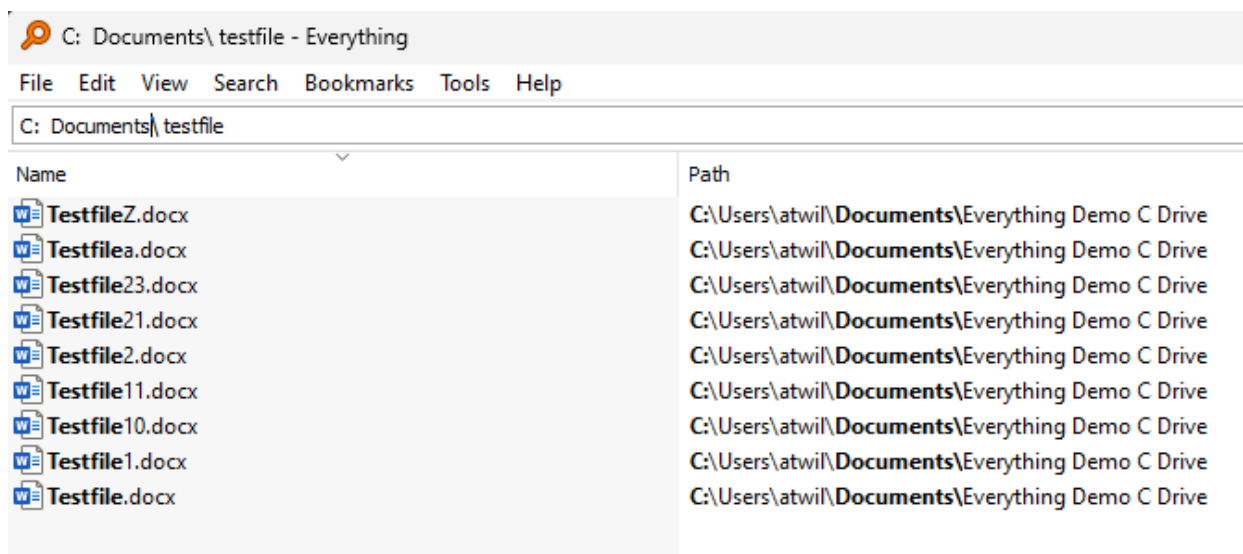 C: Documents\ testfile - Everything
File Edit View Search Bookmarks Tools Help
C: Documents\ testfile
Name Path
TestfileZ.docx C:\Users\atwil\Documents\Everything Demo C Drive
Testfilea.docx C:\Users\atwil\Documents\Everything Demo C Drive
Testfile23.docx C:\Users\atwil\Documents\Everything Demo C Drive
Testfile21.docx C:\Users\atwil\Documents\Everything Demo C Drive
Testfile2.docx C:\Users\atwil\Documents\Everything Demo C Drive
Testfile11.docx C:\Users\atwil\Documents\Everything Demo C Drive
Testfile10.docx C:\Users\atwil\Documents\Everything Demo C Drive
Testfile1.docx C:\Users\atwil\Documents\Everything Demo C Drive
Testfile.docx C:\Users\atwil\Documents\Everything Demo C Drive